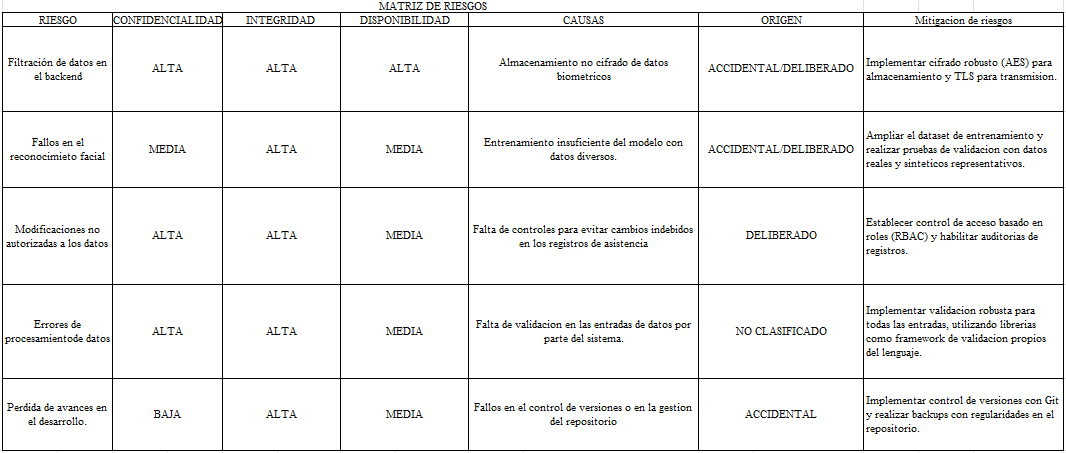 MATRIZ DE RIESGOS
RIESGO CONFIDENCIALIDAD INTEGRIDAD DISPONIBILIDAD CAUSAS ORIGEN Mitigacion de riesgos
Filtración de datos en
el backend
ALTA
ALTA
ALTA
Almacenamiento no cifrado de datos
biometricos
ACCIDENTAL/DELIBERADO
Implementar cifrado robusto (AES) para
almacenamiento y TLS para transmision.
Fallos en el
reconocimieto facial
MEDIA
ALTA
MEDIA
Entrenamiento insuficiente del modelo con
datos diversos.
ACCIDENTAL/DELIBERADO
Ampliar el dataset de entrenamiento y
realizar pruebas de validacion con datos
reales y sinteticos representativos.
Modificaciones no
autorizadas a los datos
ALTA
ALTA
MEDIA
Falta de controles para evitar cambios indebidos
en los registros de asistencia
DELIBERADO
Establecer control de acceso basado en
roles (RBAC) y habilitar auditorias de
registros.
Errores de
procesamientode datos
ALTA
ALTA
MEDIA
Falta de validacion en las entradas de datos por
parte del sistema.
NO CLASIFICADO
Implementar validacion robusta para
todas las entradas, utilizando librerias
como framework de validacion propios
del lenguaje.
Perdida de avances en
el desarrollo.
BAJA
ALTA
MEDIA
Fallos en el control de versiones o en la gestion
del repositorio
ACCIDENTAL
Implementar control de versiones con Git
y realizar backups con regularidades en el
repositorio.